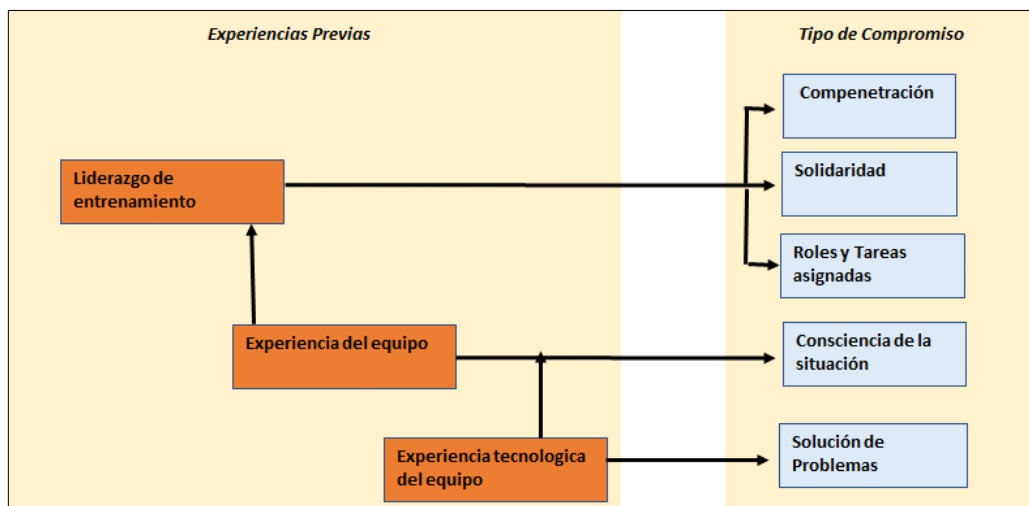 Experiencias Previas
Tipo de Compromiso
Compenetración
Liderazgo de
entrenamiento
Solidaridad
Roles y Tareas
asignadas
Experiencia del equipo
Consciencia de la
situación
Experiencia tecnologica
del equipo
Solución de
Problemas